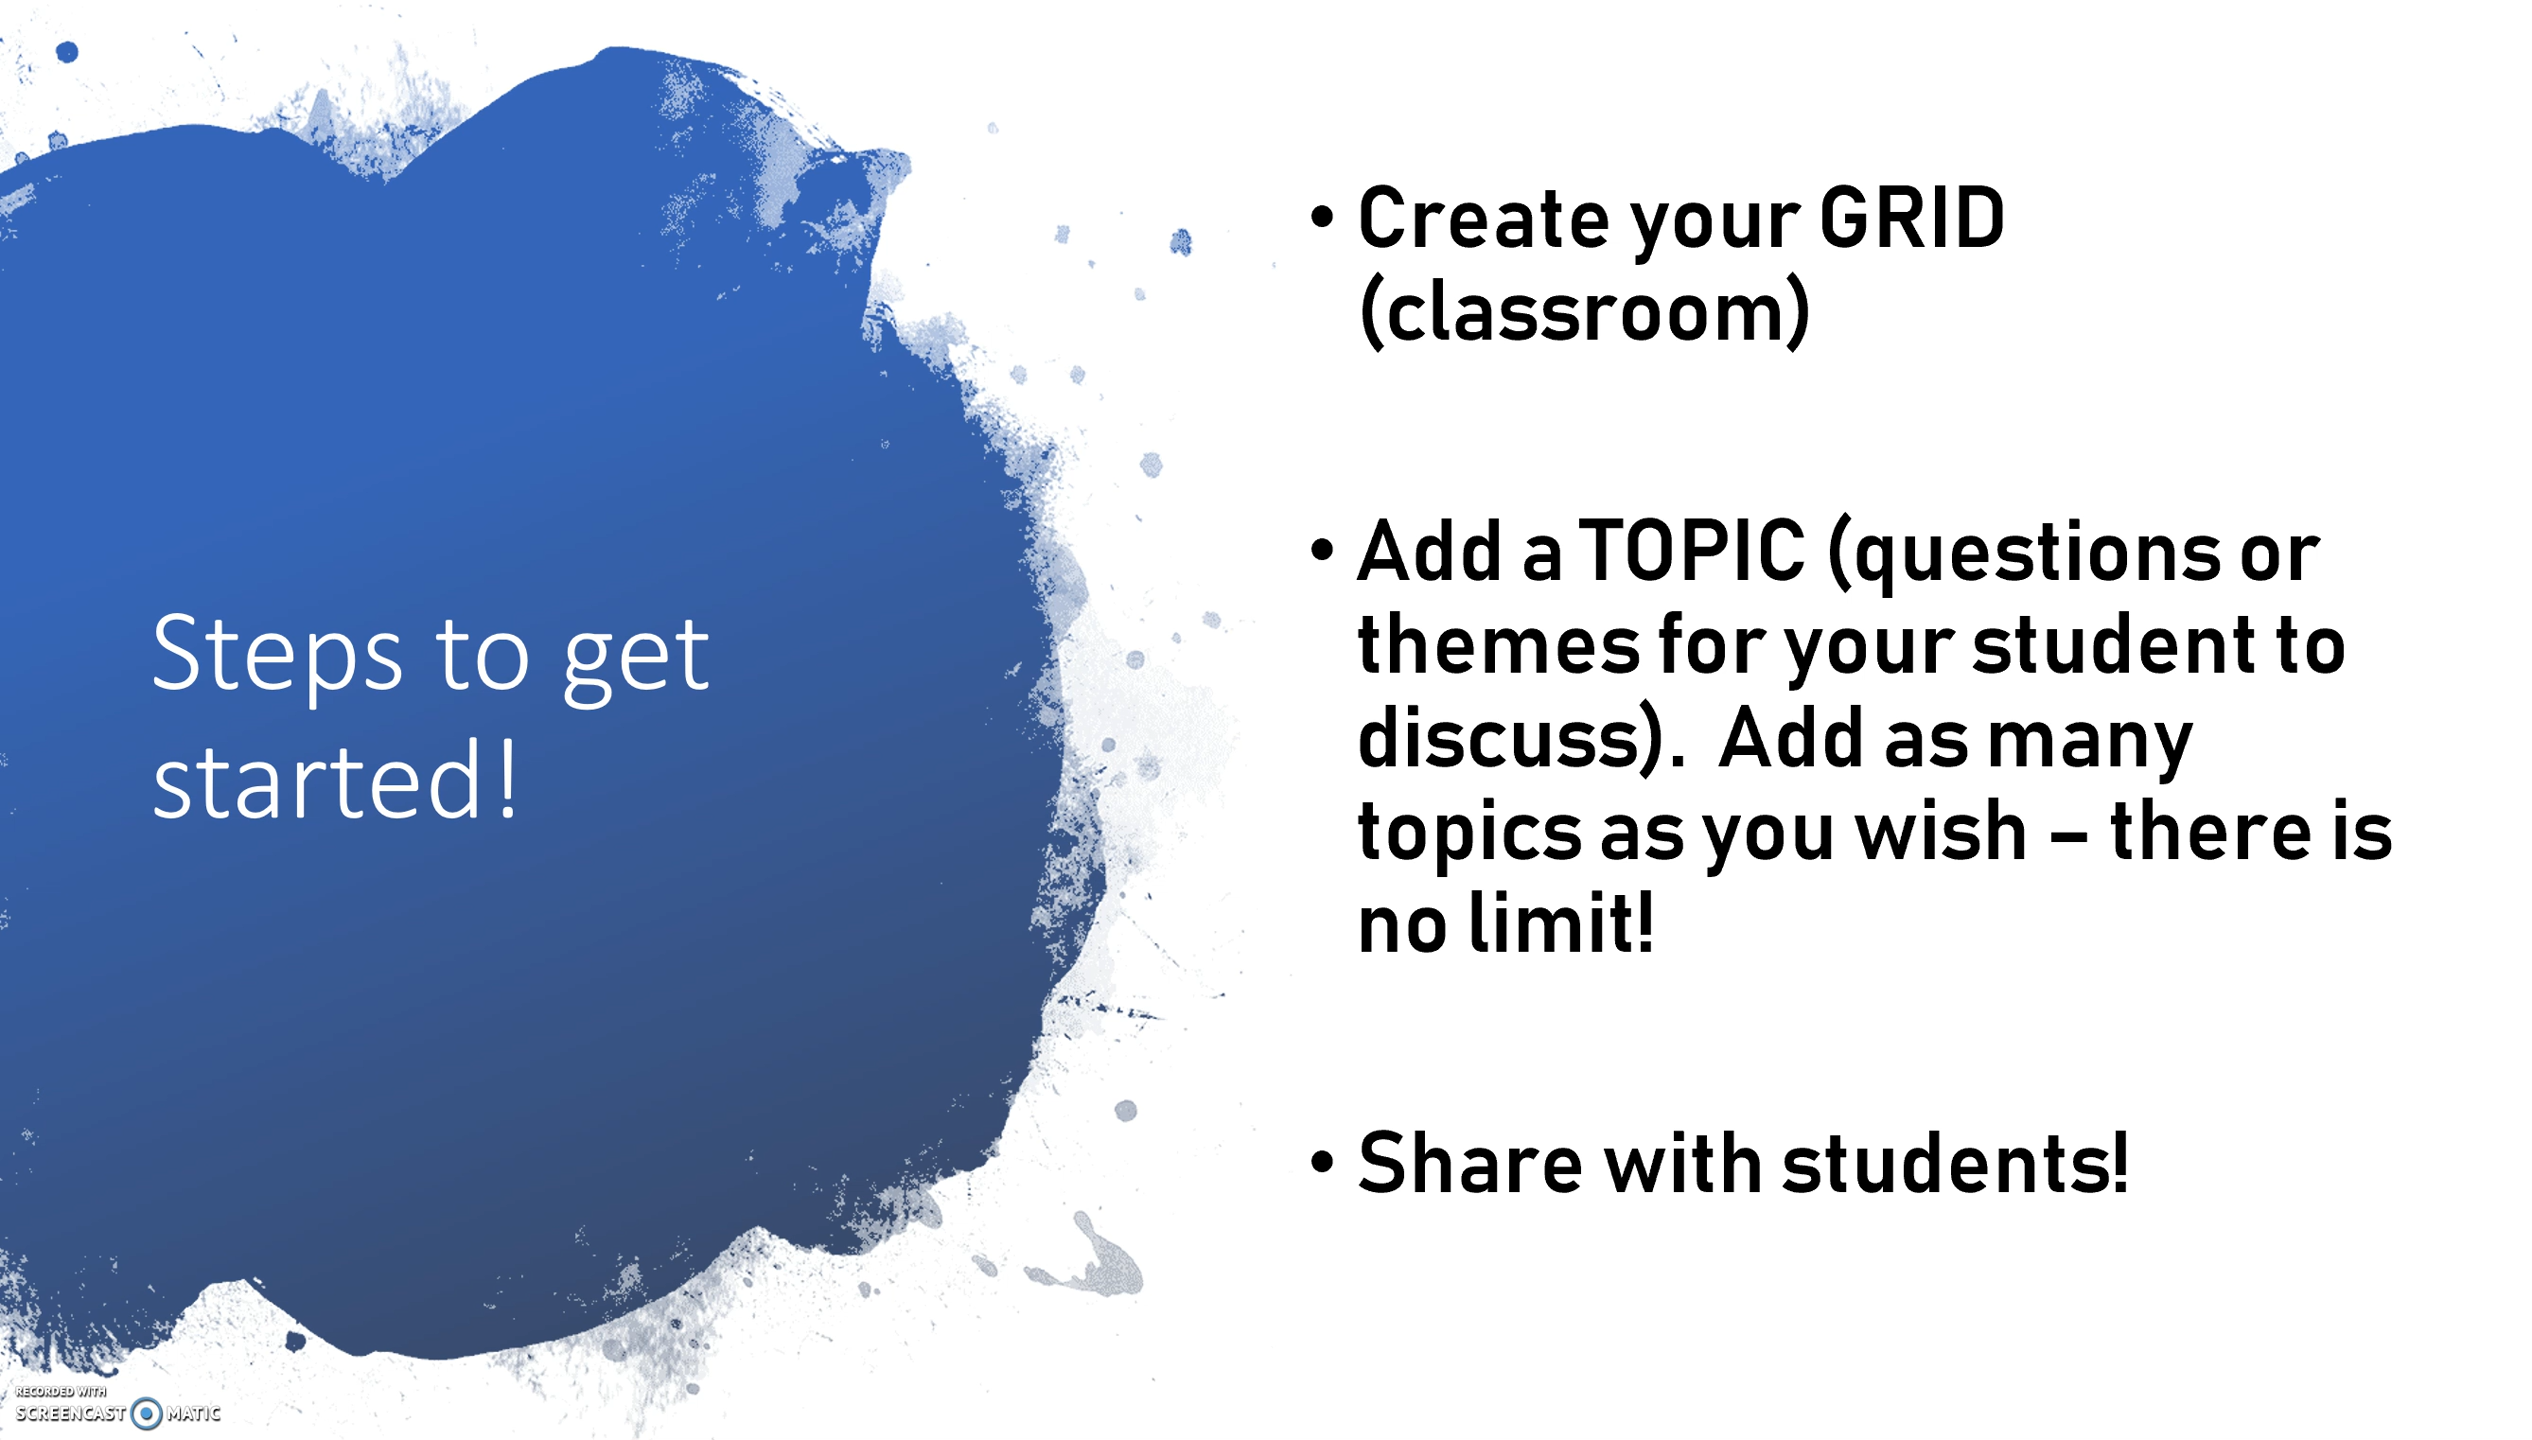 Steps to get
started!
• Create your GRID
(classroom)
• Add a TOPIC (questions or
themes for your student to
discuss).  Add as many
topics as you wish – there is
no limit!
• Share with students!
RECORDED WITH
SCREENCAST MATIC